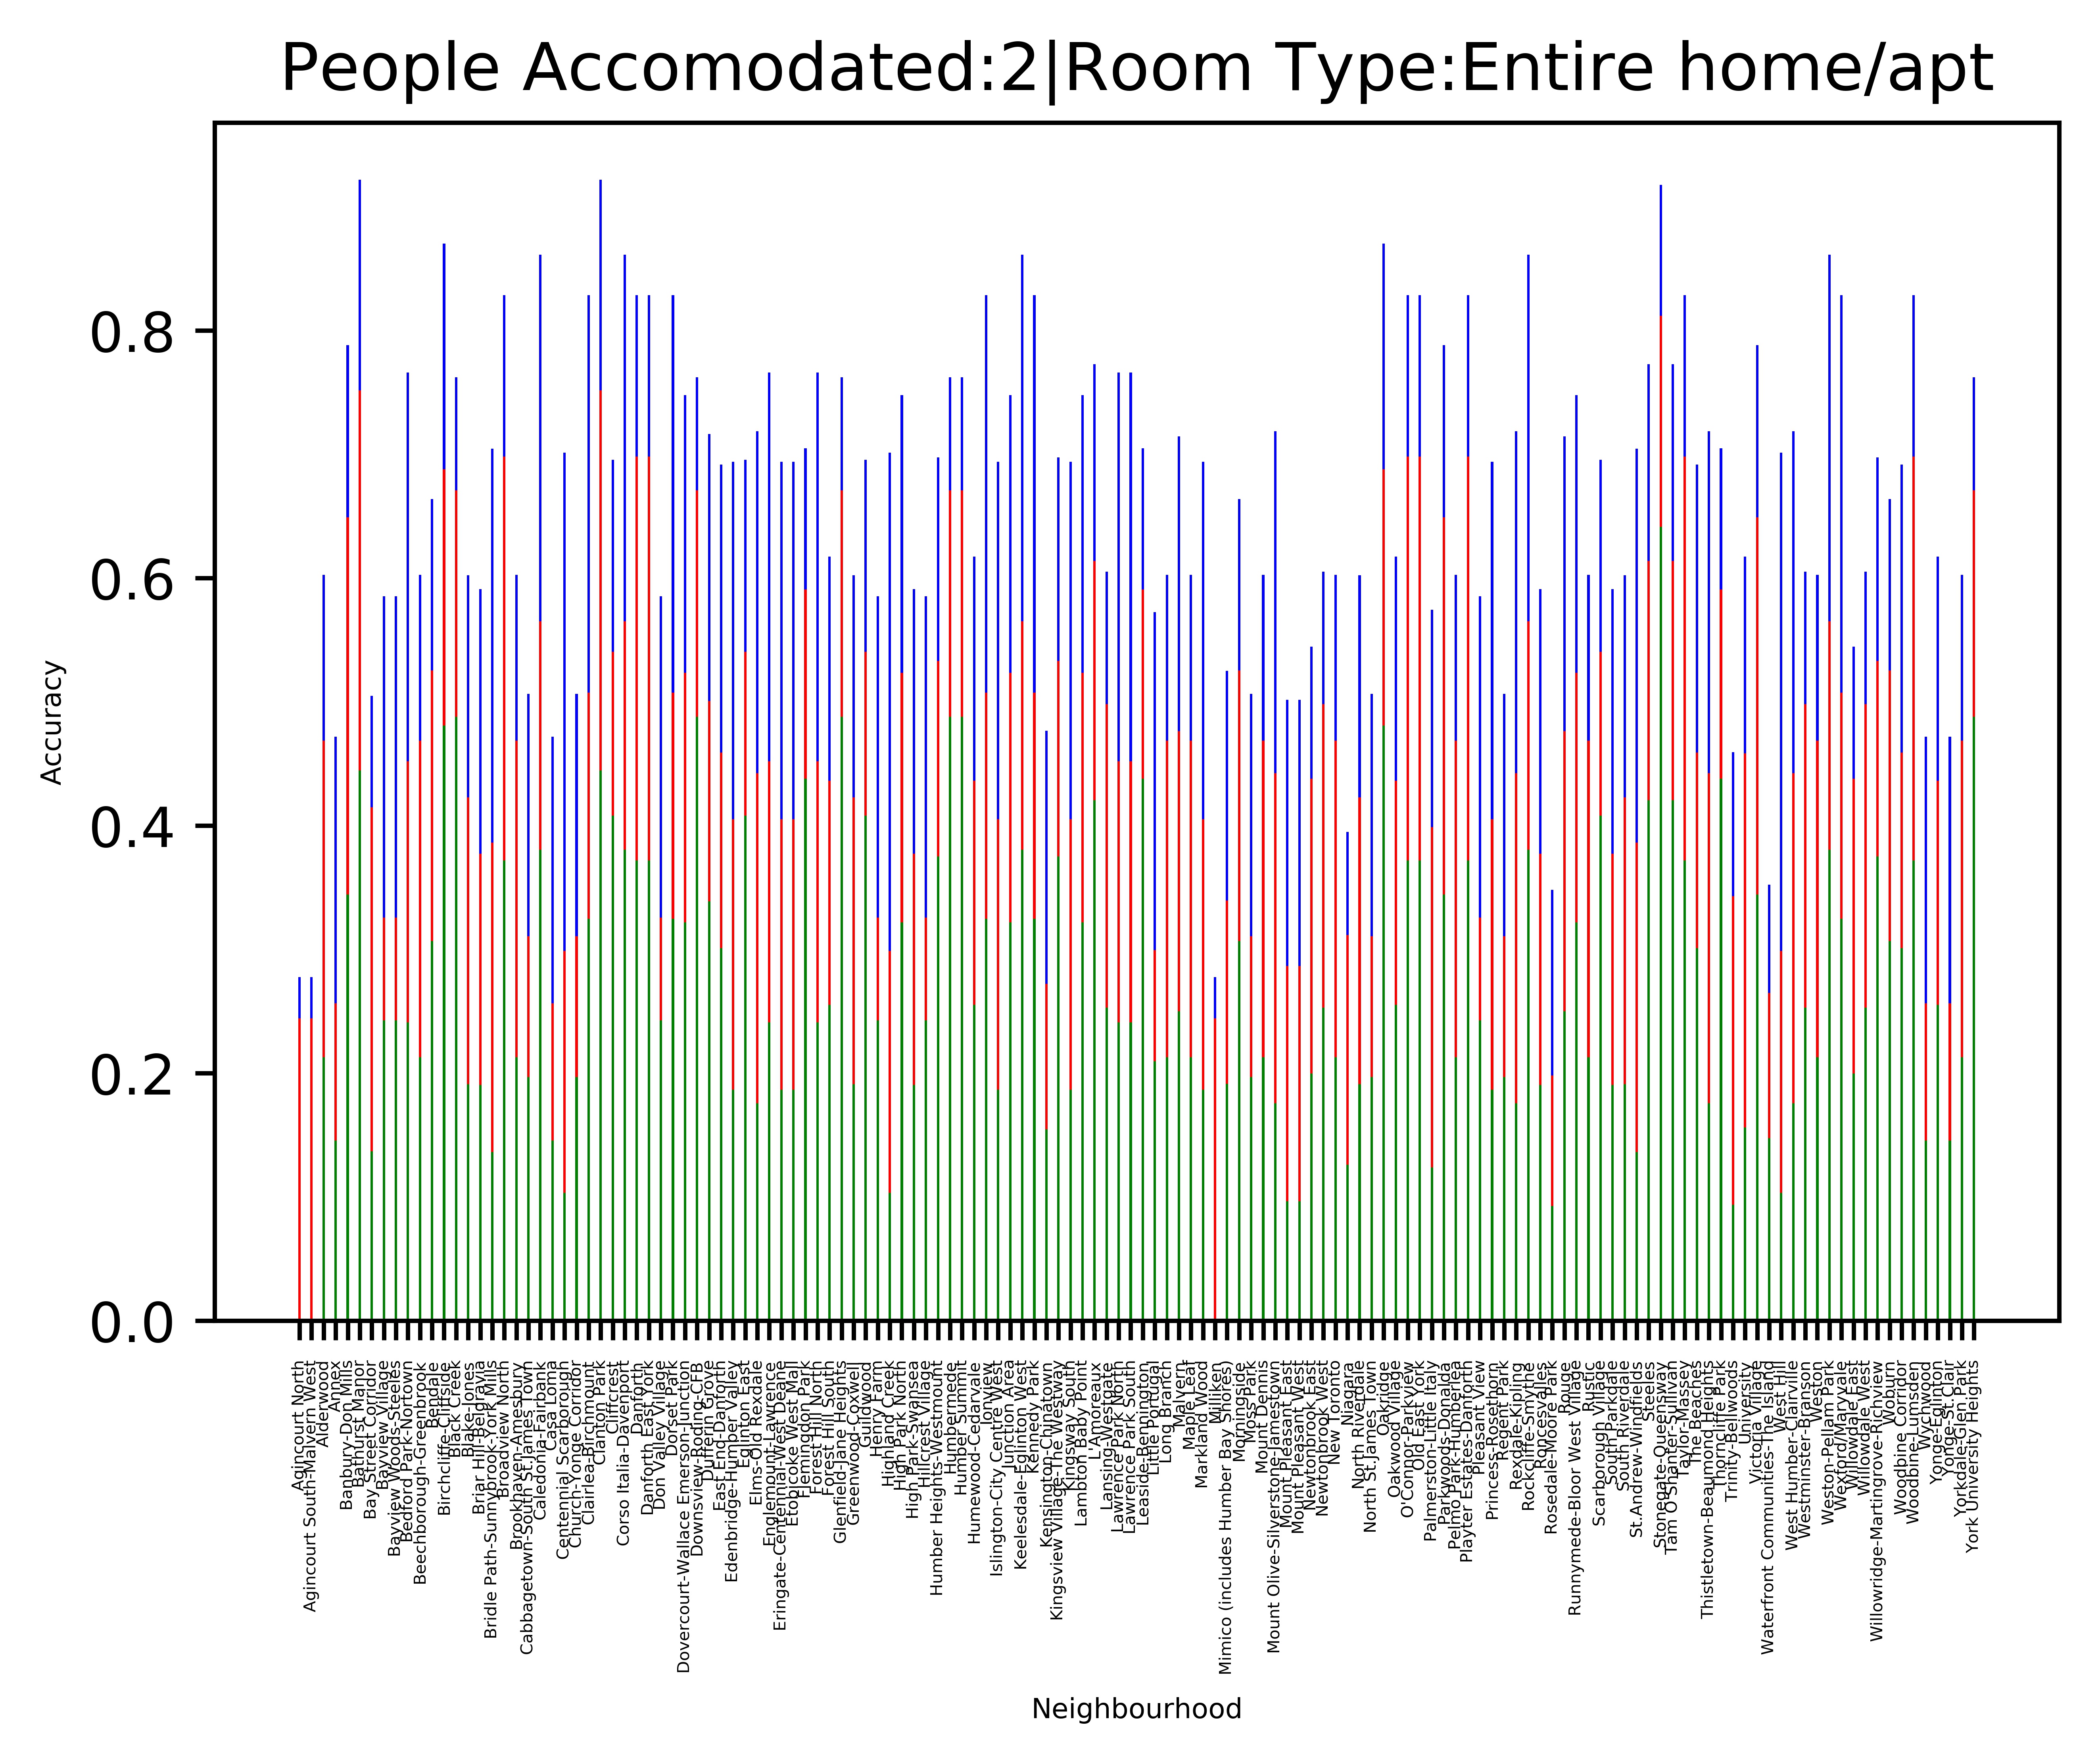 People Accomodated:2|Room Type:Entire home/apt
Accuracy
0.8
0.6
0.4
0.2
0.0
Agincourt North
Agincourt South-Malvern West
Alderwood
Annex
Banbury-Don Mills
Bathurst Manor
Bay Street Corridor
Bayview Village
Bayview Woods-Steeles
Bedford Park-Nortown
Beechborough-Greenbrook
Bendale
Birchcliffe-Cliffside
Black Creek
Blake-Jones
Briar Hill-Belgravia
Bridle Path-Sunnybrook-York Mills
Broadview North
Brookhaven-Amesbury
Cabbagetown-South St.James Town
Caledonia-Fairbank
Casa Loma
Centennial Scarborough
Church-Yonge Corridor
Clairlea-Birchmount
Clanton Park
Cliffcrest
Corso Italia-Davenport
Danforth
Danforth East York
Don Valley Village
Dorset Park
Dovercourt-Wallace Emerson-Junction
Downsview-Roding-CFB
Dufferin Grove
East End-Danforth
Edenbridge-Humber Valley
Eglinton East
Elms-Old Rexdale
Englemount-Lawrence
Eringate-Centennial-West Deane
Etobicoke West Mall
Flemingdon Park
Forest Hill North
Forest Hill South
Glenfield-Jane Heights
Greenwood-Coxwell
Guildwood
Henry Farm
Highland Creek
High Park North
High Park-Swansea
Hillcrest Village
Humber Heights-Westmount
Humbermede
Humber Summit
Humewood-Cedarvale
Ionview
Islington-City Centre West
Junction Area
Keelesdale-Eglinton West
Kennedy Park
Kensington-Chinatown
Kingsview Village-The Westway
Kingsway South
Lambton Baby Point
L'Amoreaux
Lansing-Westgate
Lawrence Park North
Lawrence Park South
Leaside-Bennington
Little Portugal
Long Branch
Malvern
Maple Leaf
Markland Wood
Milliken
Mimico (includes Humber Bay Shores)
Morningside
Moss Park
Mount Dennis
Mount Olive-Silverstone-Jamestown
Mount Pleasant East
Mount Pleasant West
Newtonbrook East
Newtonbrook West
New Toronto
Niagara
North Riverdale
North St.James Town
Oakridge
Oakwood Village
O'Connor-Parkview
Old East York
Palmerston-Little Italy
Parkwoods-Donalda
Pelmo Park-Humberlea
Playter Estates-Danforth
Pleasant View
Princess-Rosethorn
Regent Park
Rexdale-Kipling
Rockcliffe-Smythe
Roncesvalles
Rosedale-Moore Park
Rouge
Runnymede-Bloor West Village
Rustic
Scarborough Village
South Parkdale
South Riverdale
St.Andrew-Windfields
Steeles
Stonegate-Queensway
Tam O'Shanter-Sullivan
Taylor-Massey
The Beaches
Thistletown-Beaumond Heights
Thorncliffe Park
Trinity-Bellwoods
University
Victoria Village
Waterfront Communities-The Island
West Hill
West Humber-Clairville
Westminster-Branson
Weston
Weston-Pellam Park
Wexford/Maryvale
Willowdale East
Willowdale West
Willowridge-Martingrove-Richview
Woburn
Woodbine Corridor
Woodbine-Lumsden
Wychwood
Yonge-Eglinton
Yonge-St.Clair
Yorkdale-Glen Park
York University Heights
Neighbourhood